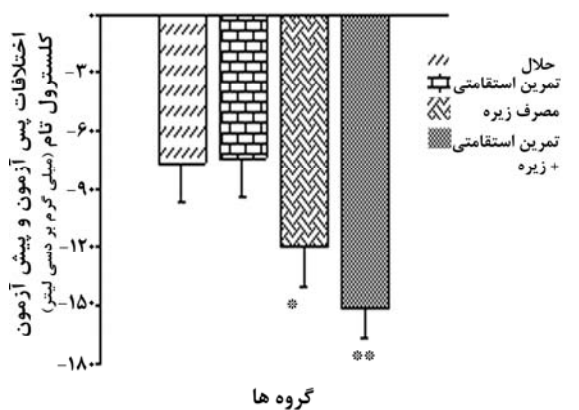 اختلافات پس آزمون و پیش آزمون
کلسترول تام (میلی گرم بر دسی لیتر)
۰
−۳۰
−۶۰
−۹۰
−۱۲۰
−۱۵۰
−۱۸۰
*
**
حلال
تمرین استقامتی
مصرف زیره
تمرین استقامتی
+ زیره
گروه ها